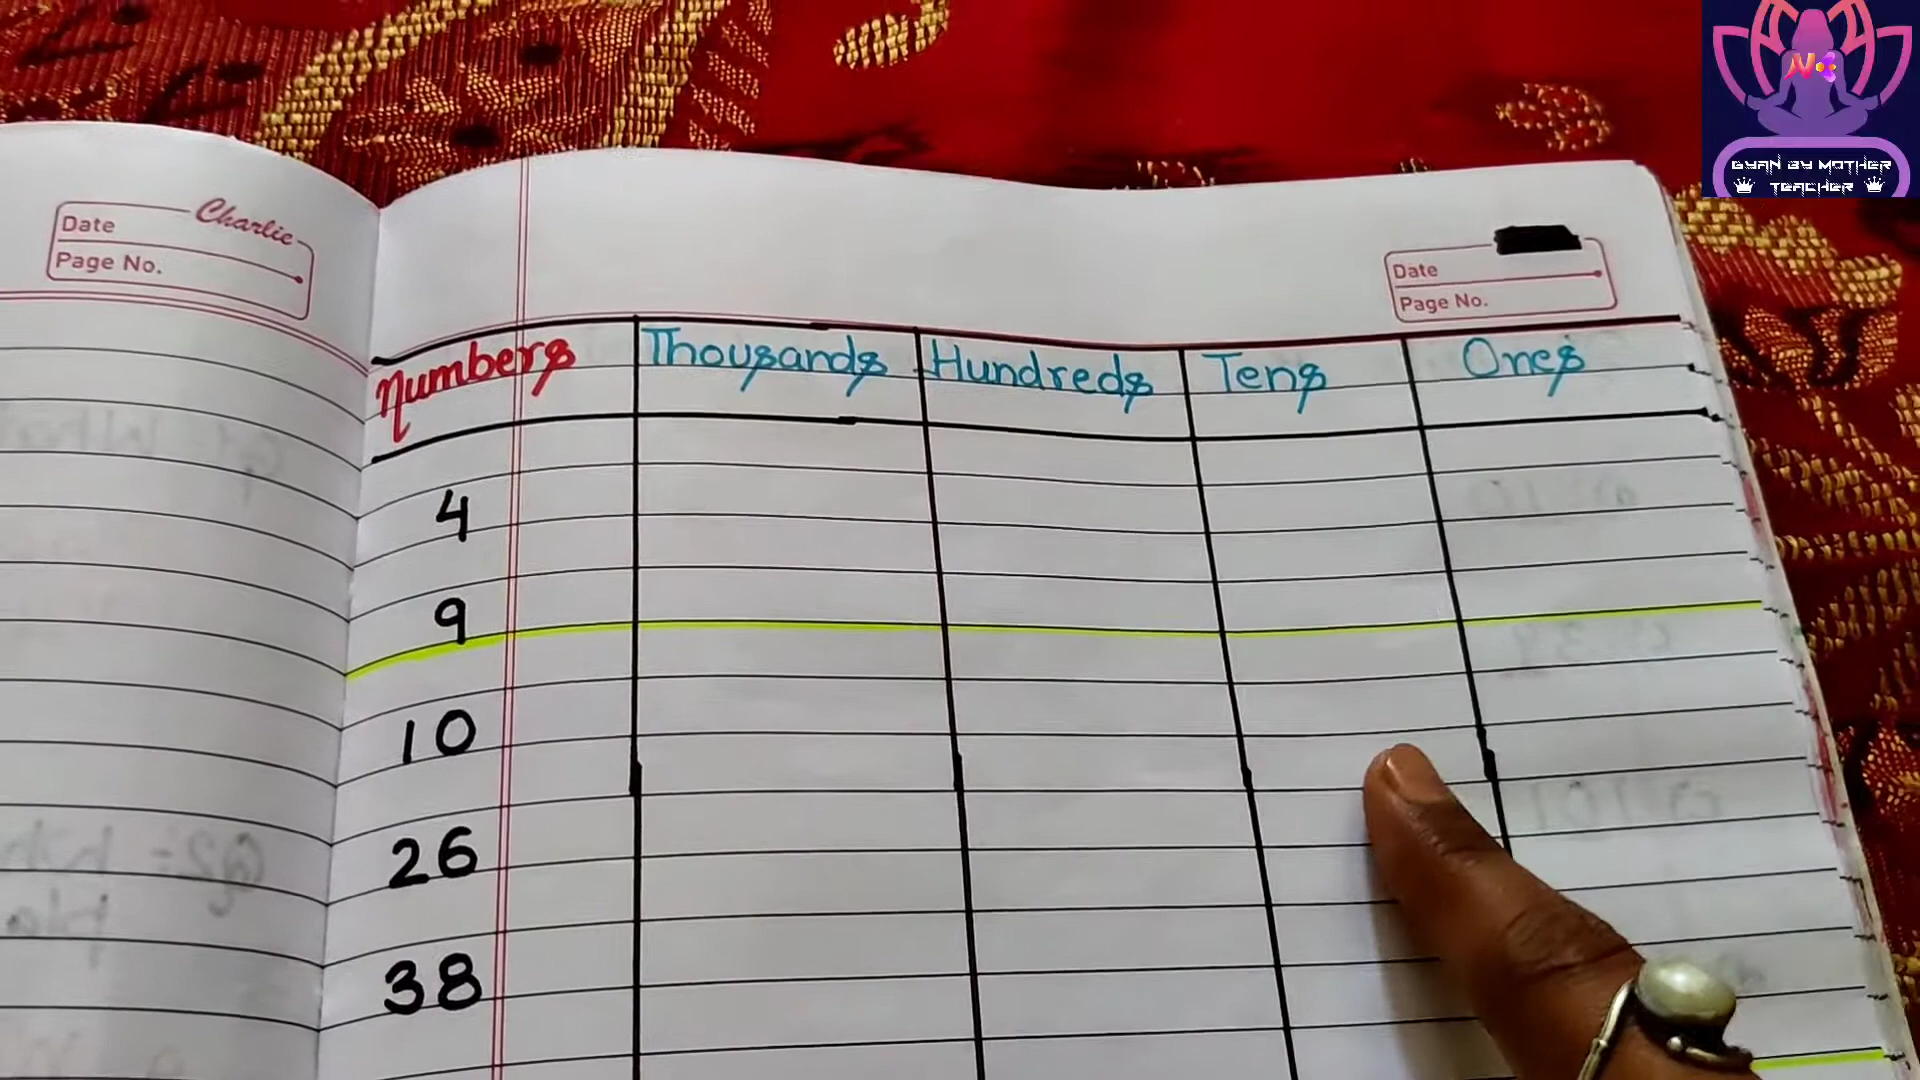 GYAN BY MOTHER
TEACHER
Date
Charlie
Page No.
Date
Page No.
Numbers Thousands Hundreds Tens Ones
4
9
10
26
38